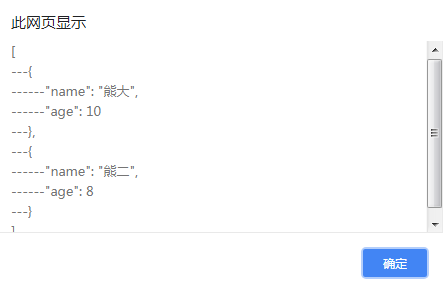 此网页显示
[
---{
------"name": "熊大",
------"age": 10
---},
---{
------"name": "熊二",
------"age": 8
---}
]
确定